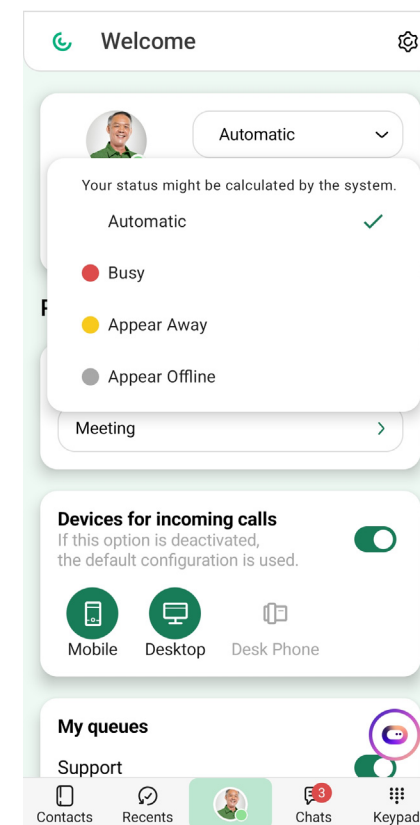 Welcome
Automatic
Your status might be calculated by the system.
Automatic
Busy
Appear Away
Appear Offline
Meeting
Devices for incoming calls
If this option is deactivated,
the default configuration is used.
Mobile Desktop Desk Phone
My queues
Support
3
Contacts Recents Chats Keypad